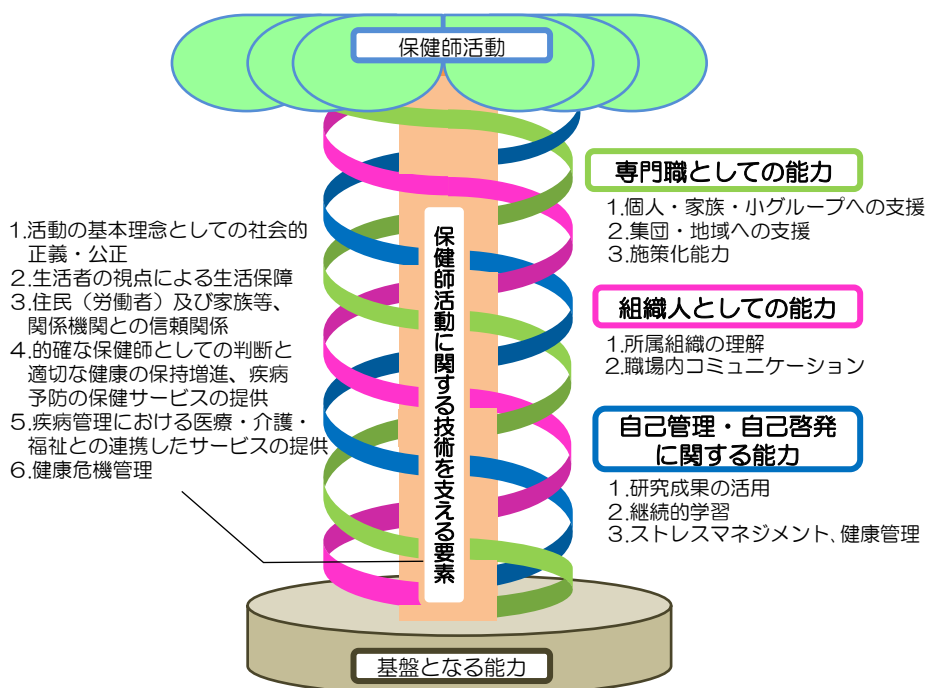 保健師活動
1.活動の基本理念としての社会的
正義・公正
2.生活者の視点による生活保障
3.住民（労働者）及び家族等、
関係機関との信頼関係
4.的確な保健師としての判断と
適切な健康の保持増進、疾病
予防の保健サービスの提供
5.疾病管理における医療・介護・
福祉との連携したサービスの提供
6.健康危機管理
保健師活動に関する技術を支える要素
専門職としての能力
1.個人・家族・小グループへの支援
2.集団・地域への支援
3.施策化能力
組織人としての能力
1.所属組織の理解
2.職場内コミュニケーション
自己管理・自己啓発
に関する能力
1.研究成果の活用
2.継続的学習
3.ストレスマネジメント、健康管理
基盤となる能力